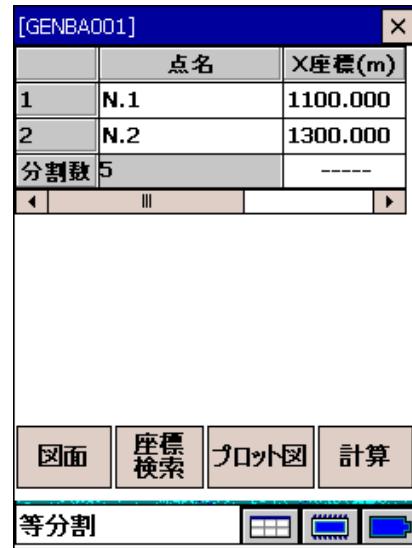 [GENBA001]
点名 X座標(m)
1 N.1 1100.000
2 N.2 1300.000
分割数 5 -----
図面 座標検索 プロット図 計算
等分割